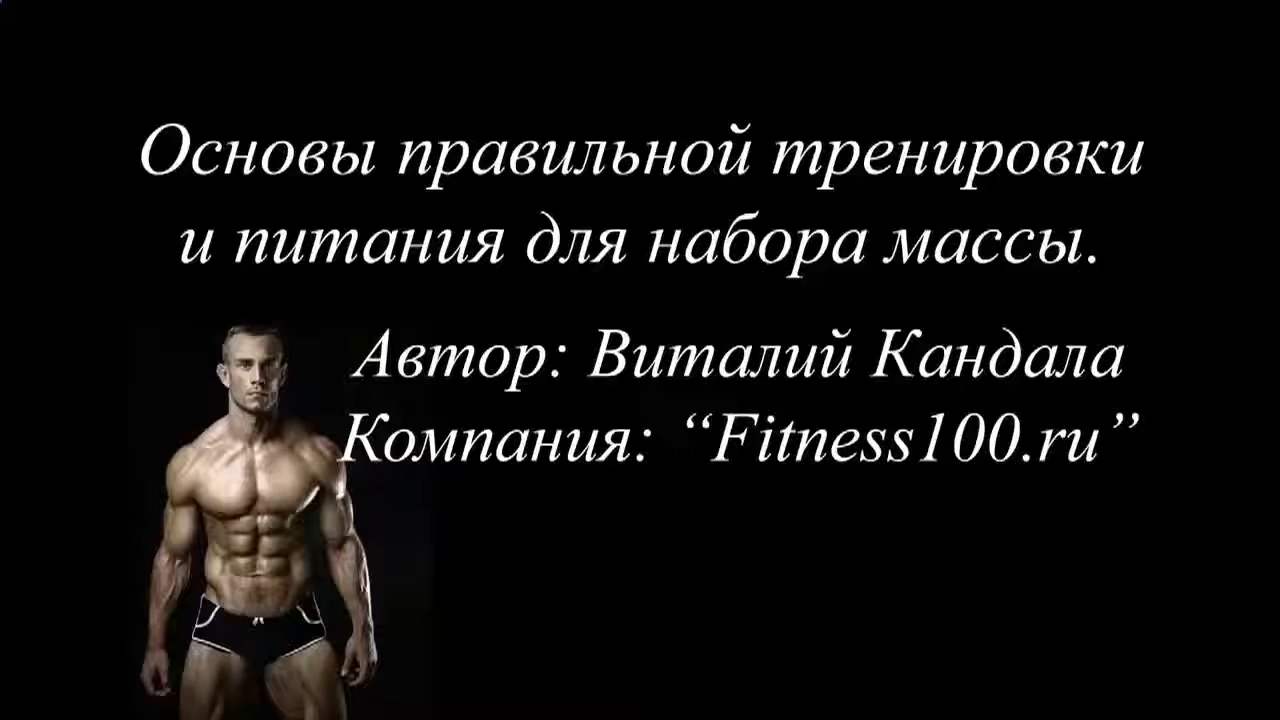 Основы правильной тренировки
и питания для набора массы.
Автор: Виталий Кандала
Компания: “Fitness100.ru”